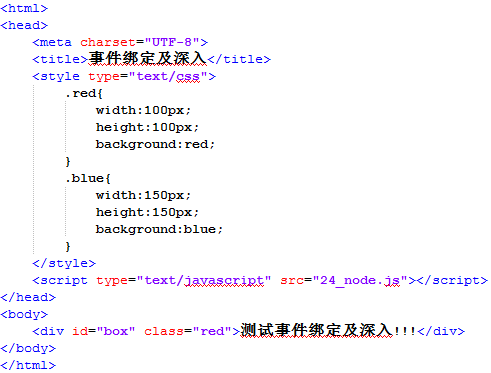 <html>
<head>
    <meta charset="UTF-8">
    <title>事件绑定及深入</title>
    <style type="text/css">
        .red{
            width:100px;
            height:100px;
            background:red;
        }
        .blue{
            width:150px;
            height:150px;
            background:blue;
        }
    </style>
    <script type="text/javascript" src="24_node.js"></script>
</head>
<body>
    <div id="box" class="red">测试事件绑定及深入!!!</div>
</body>
</html>